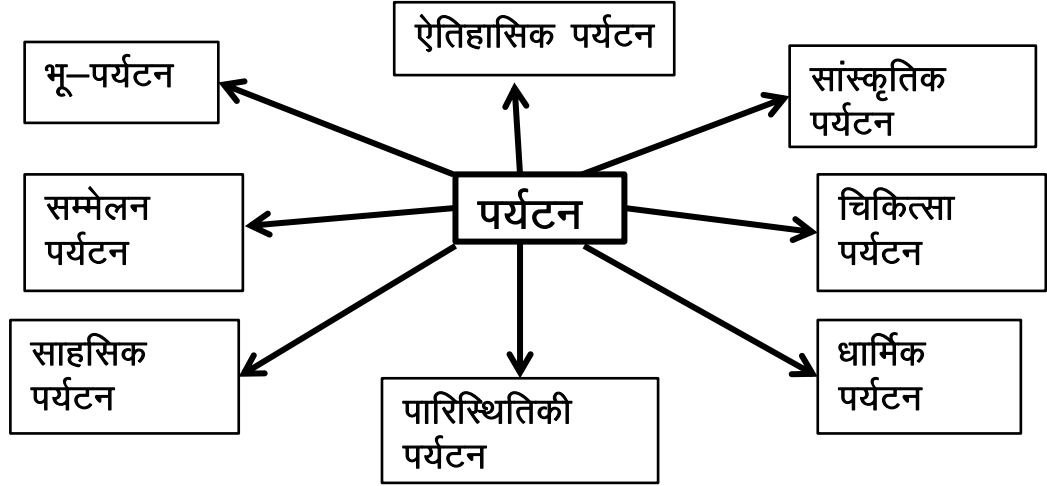 ऐतिहासिक पर्यटन
भू–पर्यटन
सांस्कृतिक
पर्यटन
सम्मेलन
पर्यटन
पर्यटन
चिकित्सा
पर्यटन
साहसिक
पर्यटन
पारिस्थितिकी
पर्यटन
धार्मिक
पर्यटन